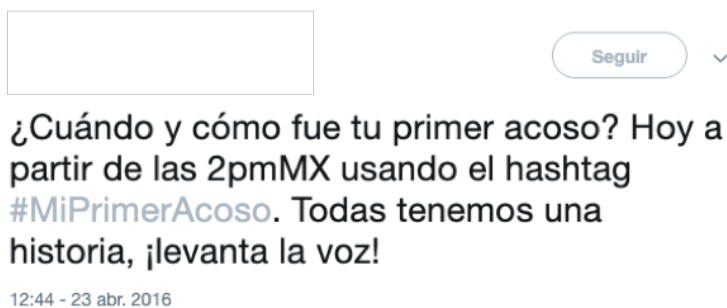 Seguir
¿Cuándo y cómo fue tu primer acoso? Hoy a
partir de las 2pmMX usando el hashtag
#MiPrimerAcoso. Todas tenemos una
historia, ¡levanta la voz!
12:44 - 23 abr. 2016